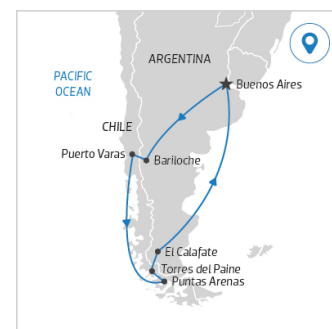 ARGENTINA
PACIFIC
OCEAN
Buenos Aires
CHILE
Puerto Varas
Bariloche
El Calafate
Torres del Paine
Puntas Arenas